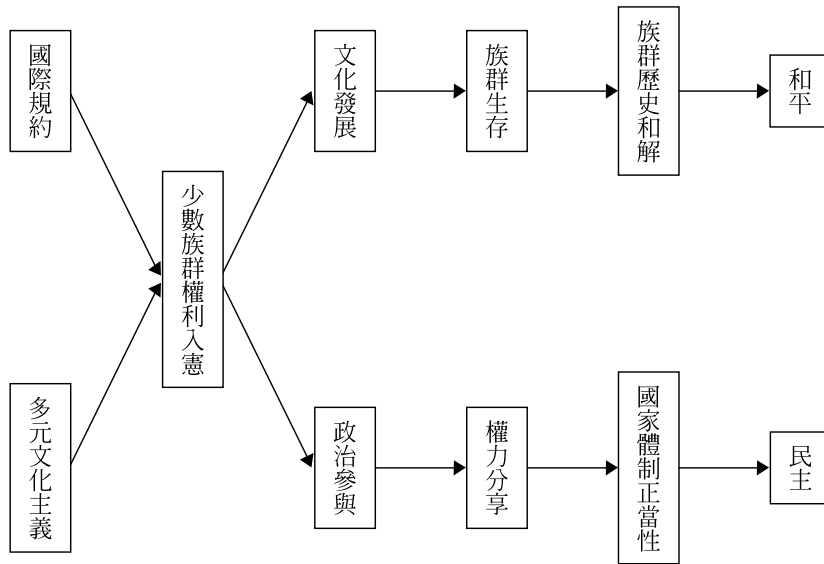 國際規約
多元文化主義
少數族群權利入憲
文化發展
族群生存
族群歷史和解
和平
政治參與
權力分享
國家體制正當性
民主